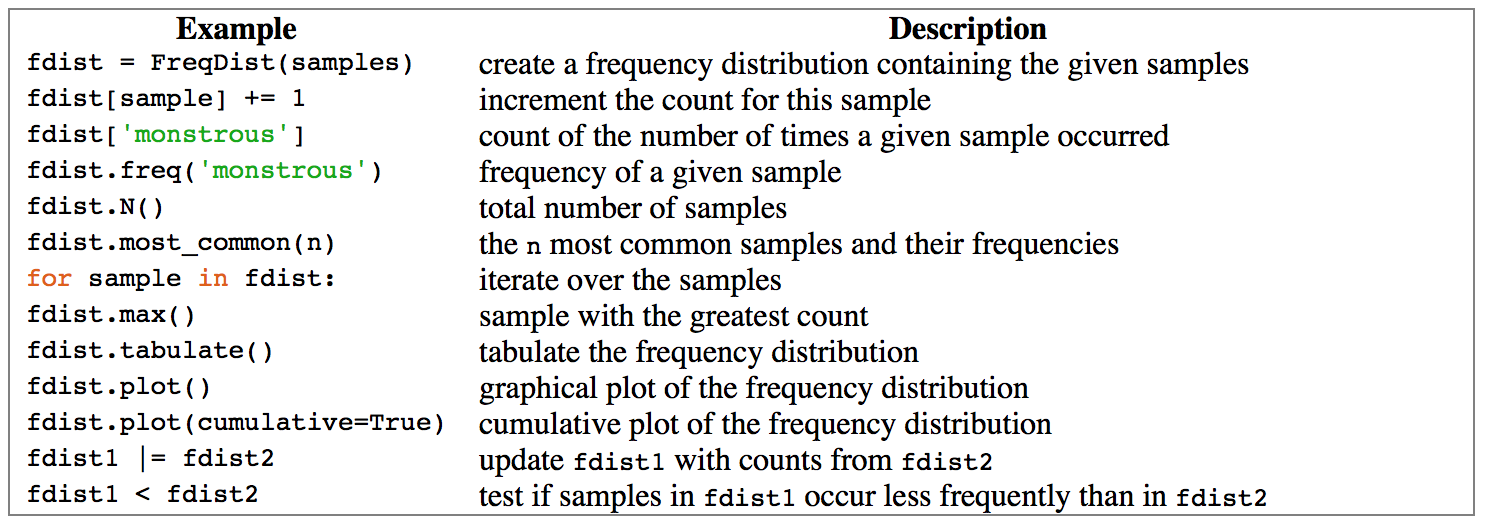 Example Description
fdist = FreqDist(samples) create a frequency distribution containing the given samples
fdist[sample] += 1 increment the count for this sample
fdist['monstrous'] count of the number of times a given sample occurred
fdist.freq('monstrous') frequency of a given sample
fdist.N() total number of samples
fdist.most_common(n) the n most common samples and their frequencies
for sample in fdist: iterate over the samples
fdist.max() sample with the greatest count
fdist.tabulate() tabulate the frequency distribution
fdist.plot() graphical plot of the frequency distribution
fdist.plot(cumulative=True) cumulative plot of the frequency distribution
fdist1 |= fdist2 update fdist1 with counts from fdist2
fdist1 < fdist2 test if samples in fdist1 occur less frequently than in fdist2